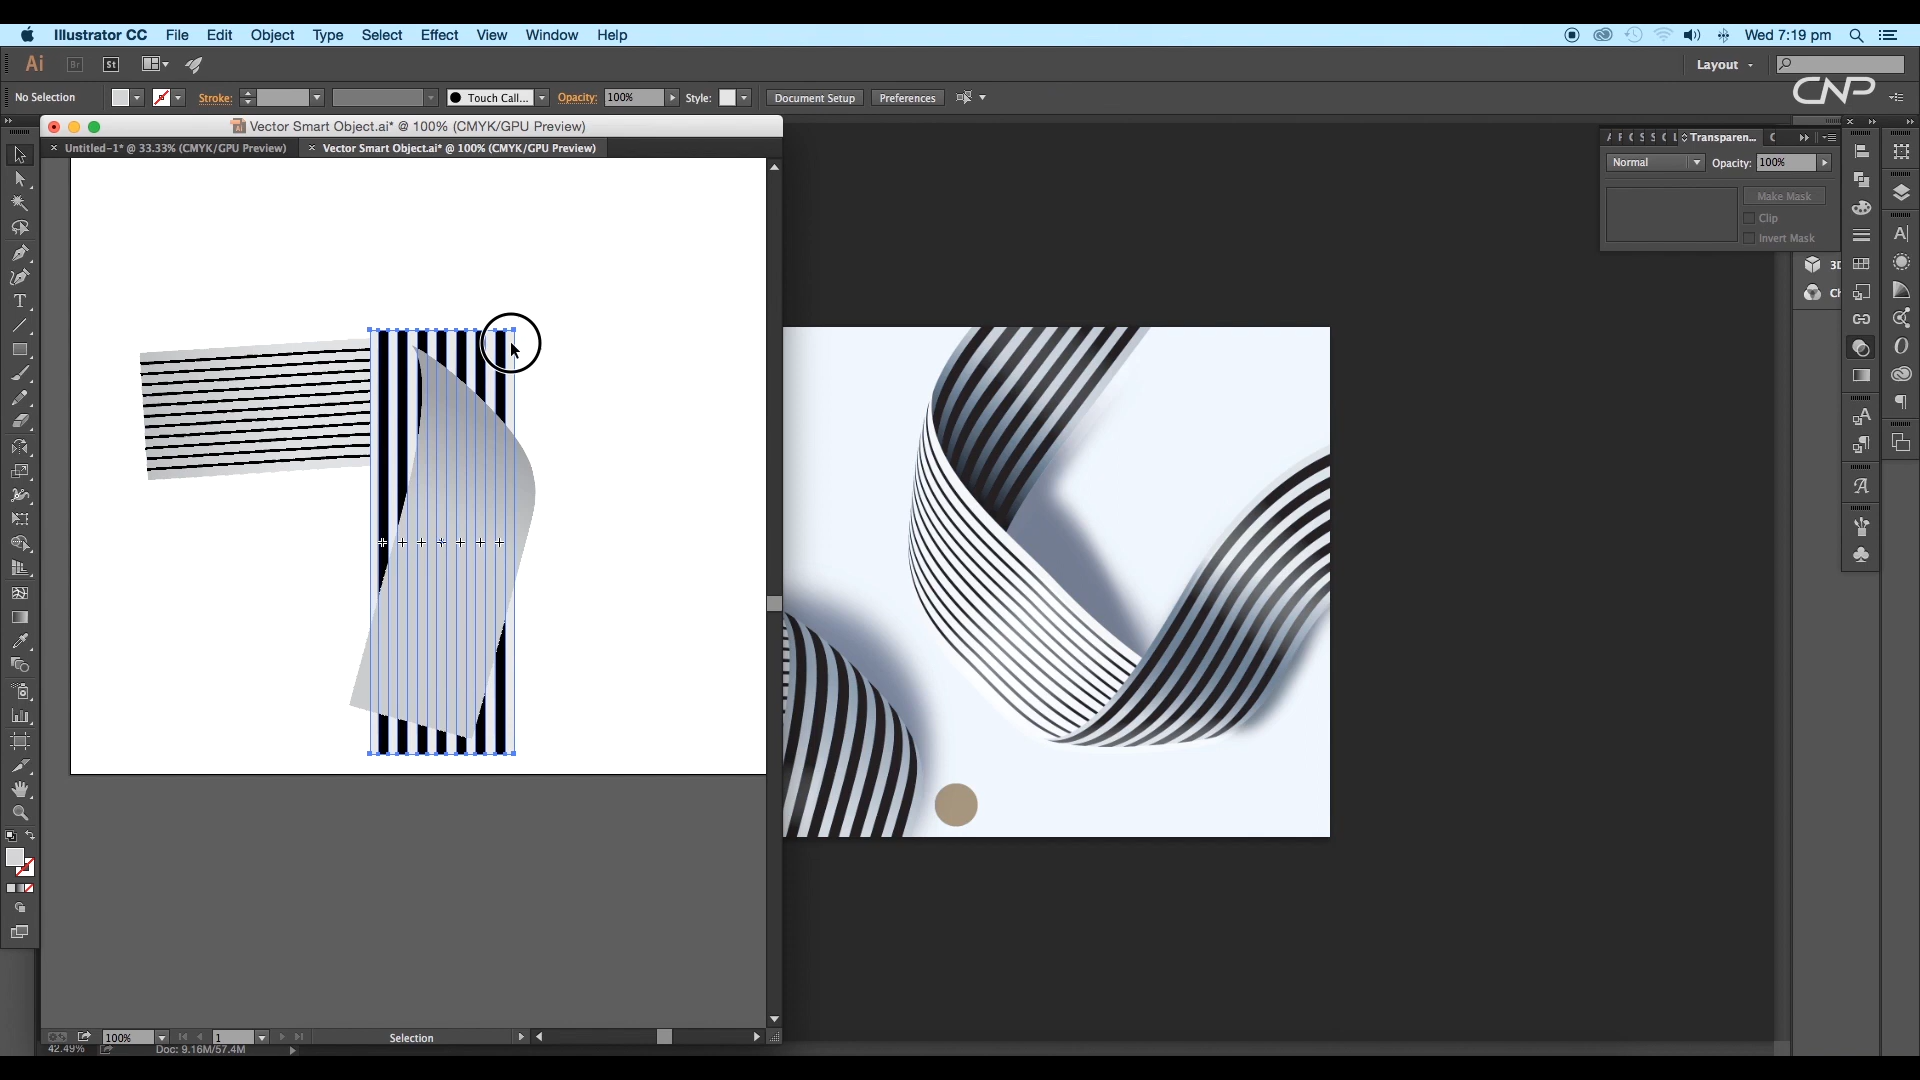 Illustrator CC File Edit Object Type Select Effect View Window Help Wed 7:19 pm
Ai Br St Layout
No Selection Stroke: Touch Call... Opacity: 100% Style: Document Setup Preferences CNP
Vector Smart Object.ai* @ 100% (CMYK/GPU Preview)
Untitled-1* @ 33.33% (CMYK/GPU Preview) Vector Smart Object.ai* @ 100% (CMYK/GPU Preview)
Transparen...
Normal Opacity: 100%
Make Mask
Clip
Invert Mask
3D
Ch
100% 1 Selection
42.49% Doc: 9.16M/57.4M